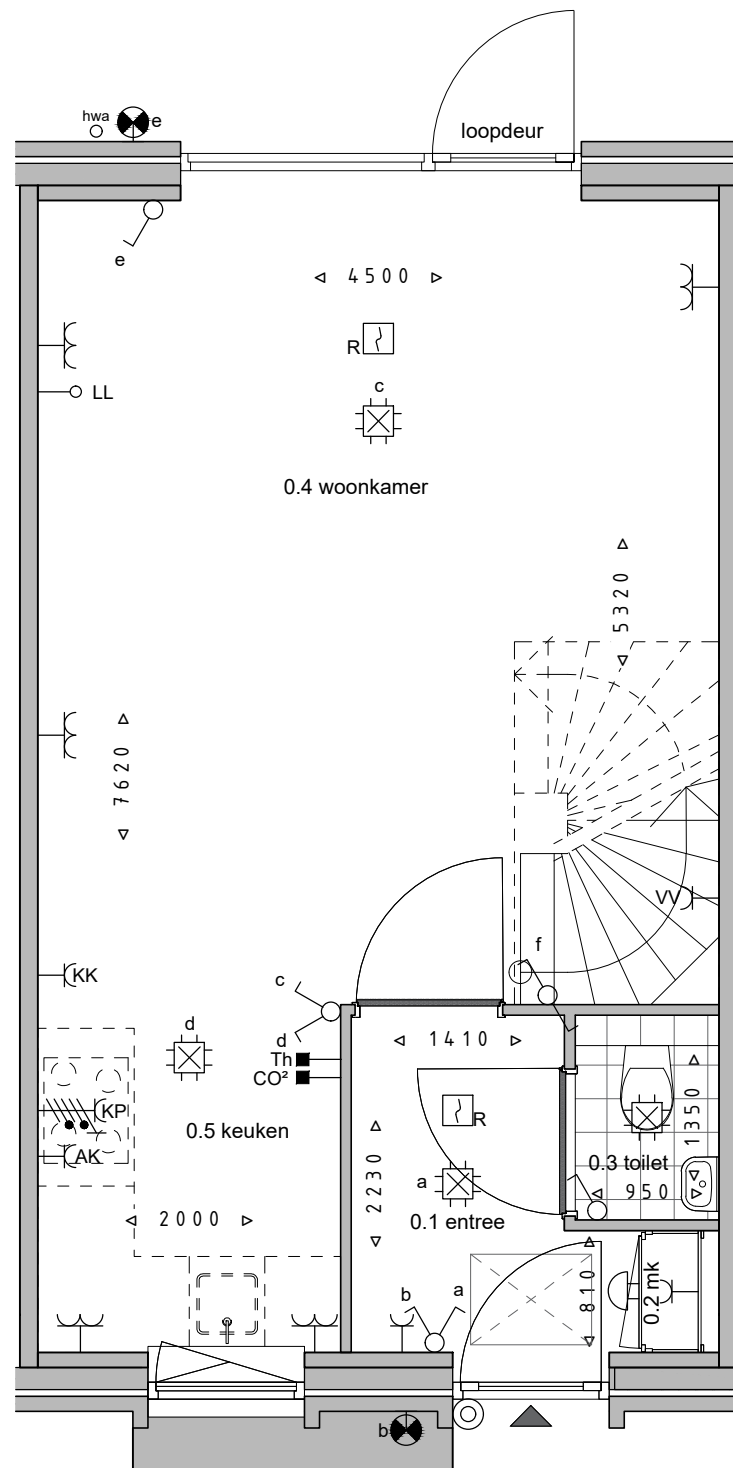 loopdeur
hwa
e
e
4500
R
c
LL
0.4 woonkamer
5320
7620
VV
f
KK
c
d
d
Th
CO²
1410
KP
R
1350
0.5 keuken
AK
0.3 toilet
2230
a
950
0.1 entree
2000
810
0.2 mk
b
a
b